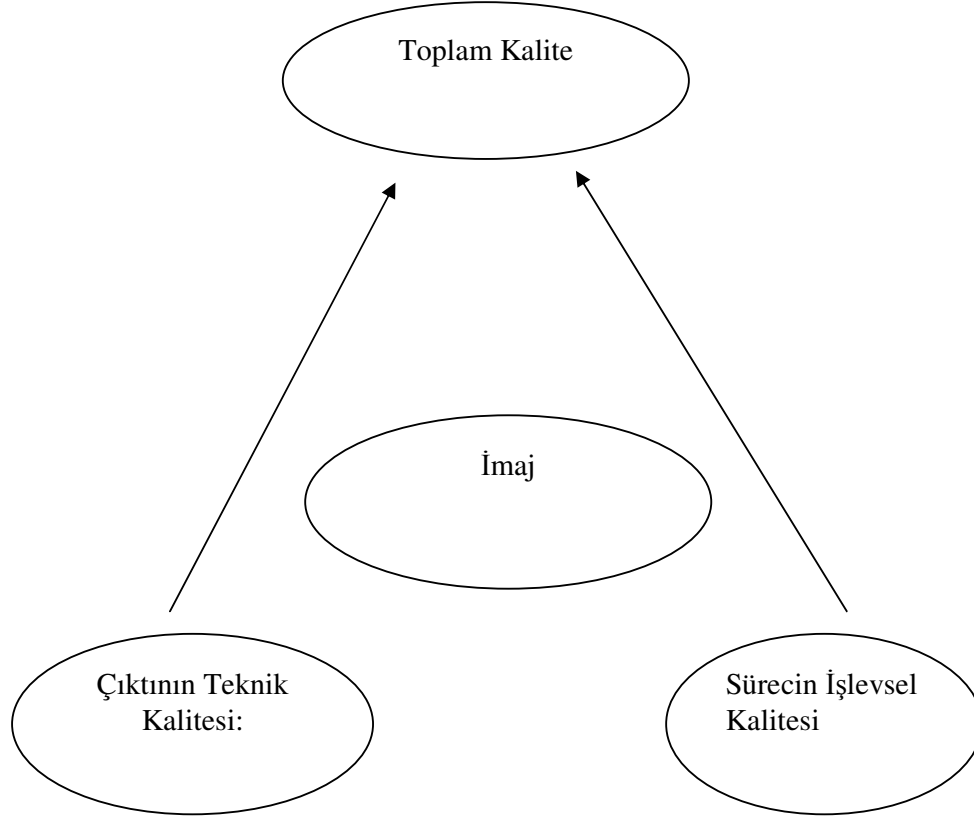 Toplam Kalite
İmaj
Çıktının Teknik
Kalitesi:
Sürecin İşlevsel
Kalitesi